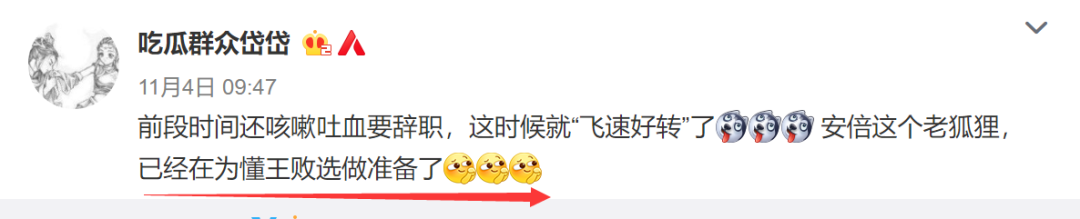 吃瓜群众岱岱
11月4日 09:47
前段时间还咳嗽吐血要辞职，这时候就“飞速好转”了 安倍这个老狐狸，
已经在为懂王败选做准备了